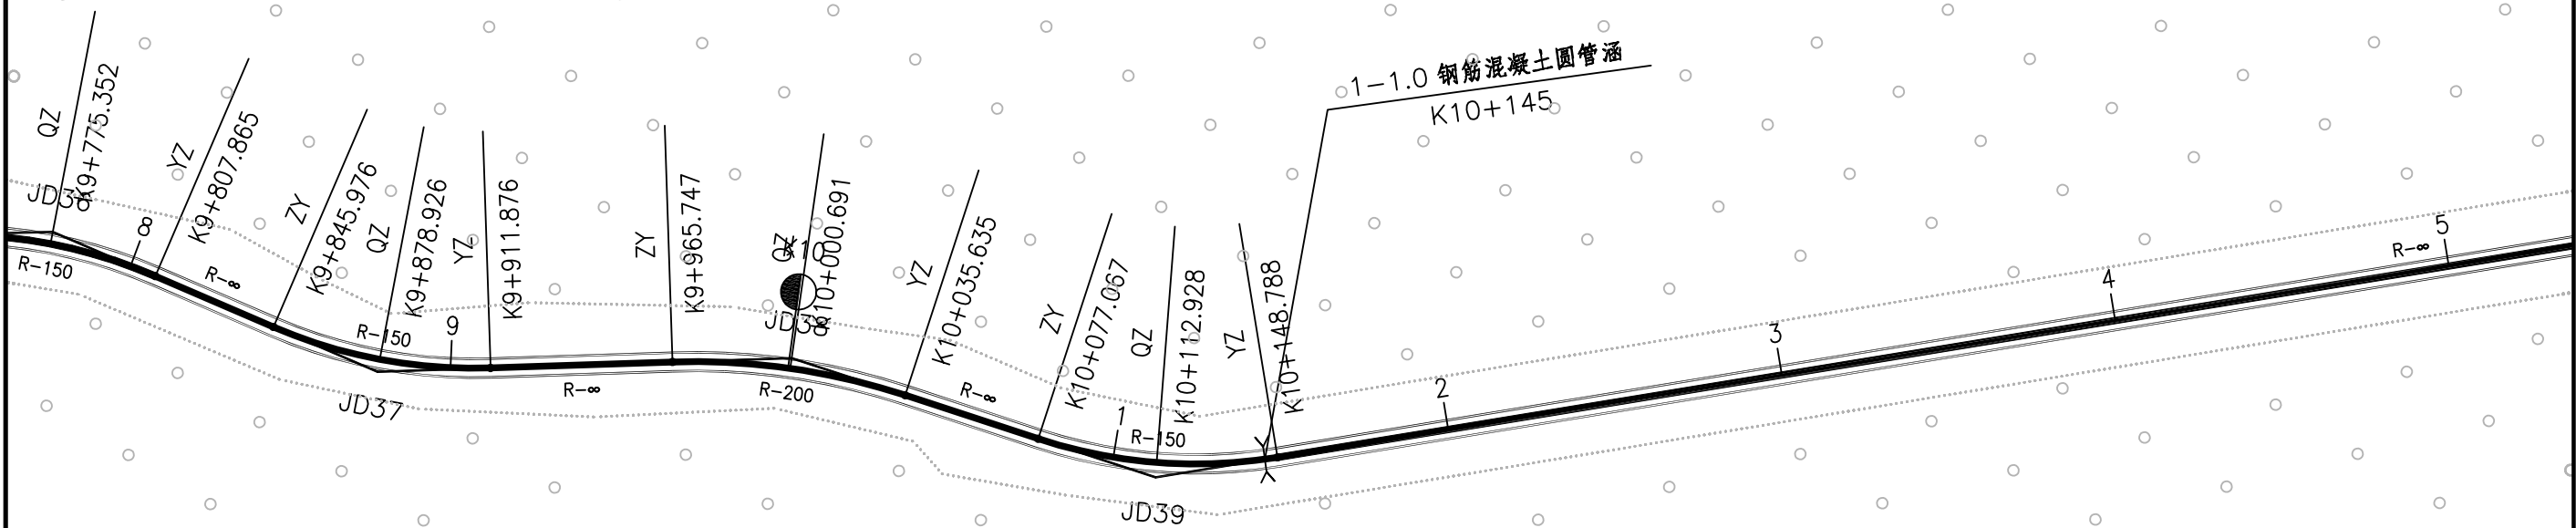 QZ
K9+775.352
JD36
R-150
8
YZ
K9+807.865
R-∞
ZY
K9+845.976
QZ
K9+878.926
R-150
JD37
9
YZ
K9+911.876
R-∞
ZY
K9+965.747
QZ
K10
K10+000.691
JD38
R-200
YZ
K10+035.635
R-∞
ZY
K10+077.067
1
QZ
K10+112.928
R-150
JD39
YZ
K10+148.788
1-1.0 钢筋混凝土圆管涵
K10+145
2
3
4
R-∞
5